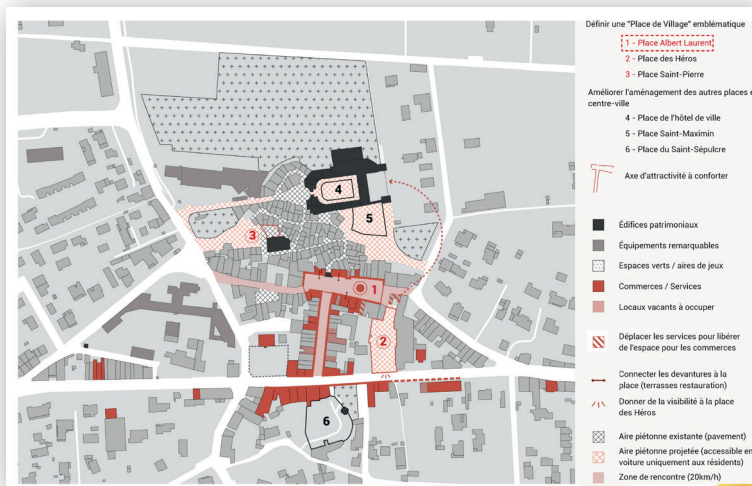 Définir une "Place de Village" emblématique
1 - Place Albert Laurent
2 - Place des Héros
3 - Place Saint-Pierre
Améliorer l'aménagement des autres places e
centre-ville
4 - Place de l'hôtel de ville
5 - Place Saint-Maximin
6 - Place du Saint-Sépulcre
Axe d'attractivité à conforter
Édifices patrimoniaux
Équipements remarquables
Espaces verts / aires de jeux
Commerces / Services
Locaux vacants à occuper
Déplacer les services pour libérer
de l'espace pour les commerces
Connecter les devantures à la
place (terrasses restauration)
Donner de la visibilité à la place
des Héros
Aire piétonne existante (pavement)
Aire piétonne projetée (accessible en
voiture uniquement aux résidents)
Zone de rencontre (20km/h)
4
5
3
1
2
6